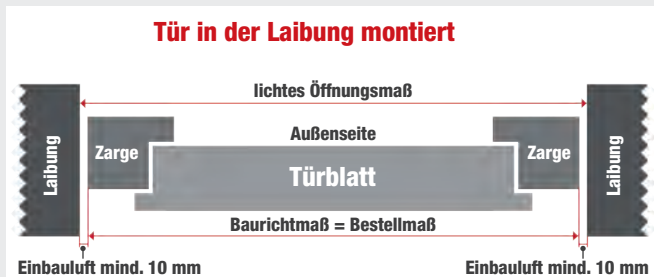 Tür in der Laibung montiert
lichtes Öffnungsmaß
Außenseite
Laibung
Zarge
Türblatt
Zarge
Laibung
Baurichtmaß = Bestellmaß
Einbauluft mind. 10 mm
Einbauluft mind. 10 mm